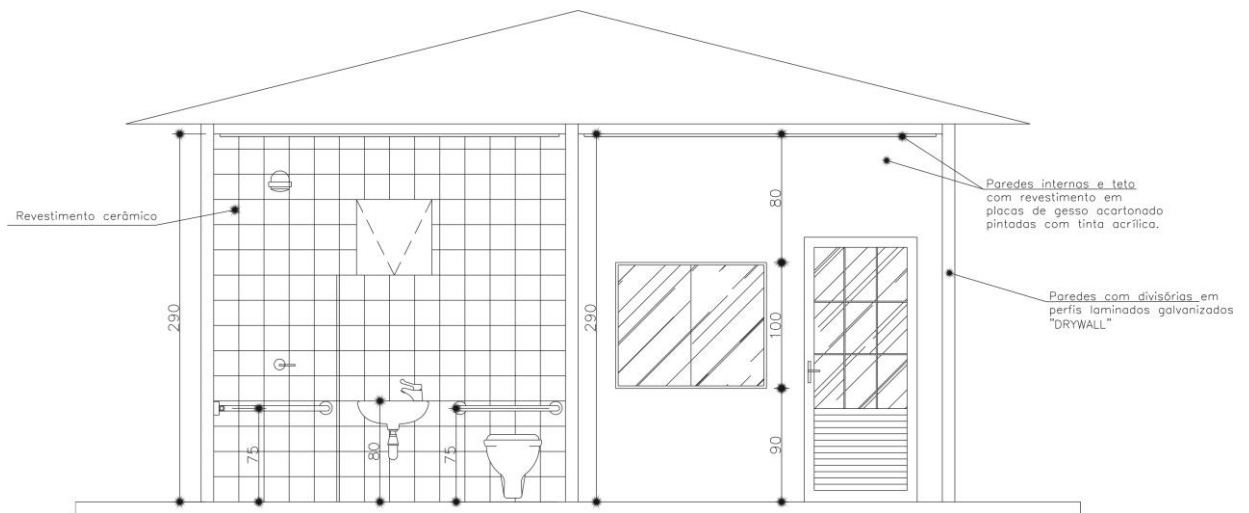 Revestimento cerâmico
290
75
80
75
290
80
100
90
Paredes internas e teto
com revestimento em
placas de gesso acartonado
pintadas com tinta acrílica.
Paredes com divisórias em
perfis laminados galvanizados
"DRYWALL"